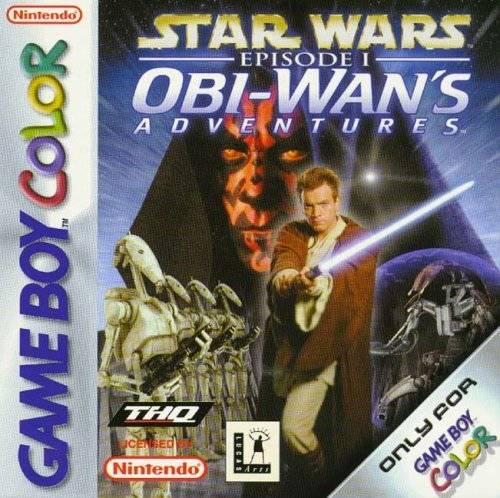 Nintendo
GAME BOY COLOR
TM
STAR WARS
EPISODE I
OBI-WAN'S
ADVENTURES
THQ
LICENSED BY
Nintendo
LUCAS
Arts
ONLY FOR
GAME BOY
COLOR